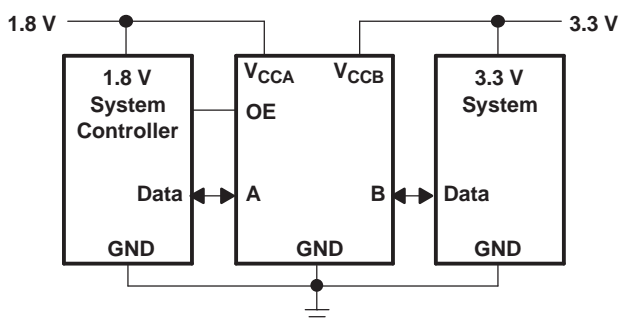 1.8 V
3.3 V
1.8 V
System
Controller
VCCA
VCCB
OE
3.3 V
System
Data
A
B
Data
GND
GND
GND